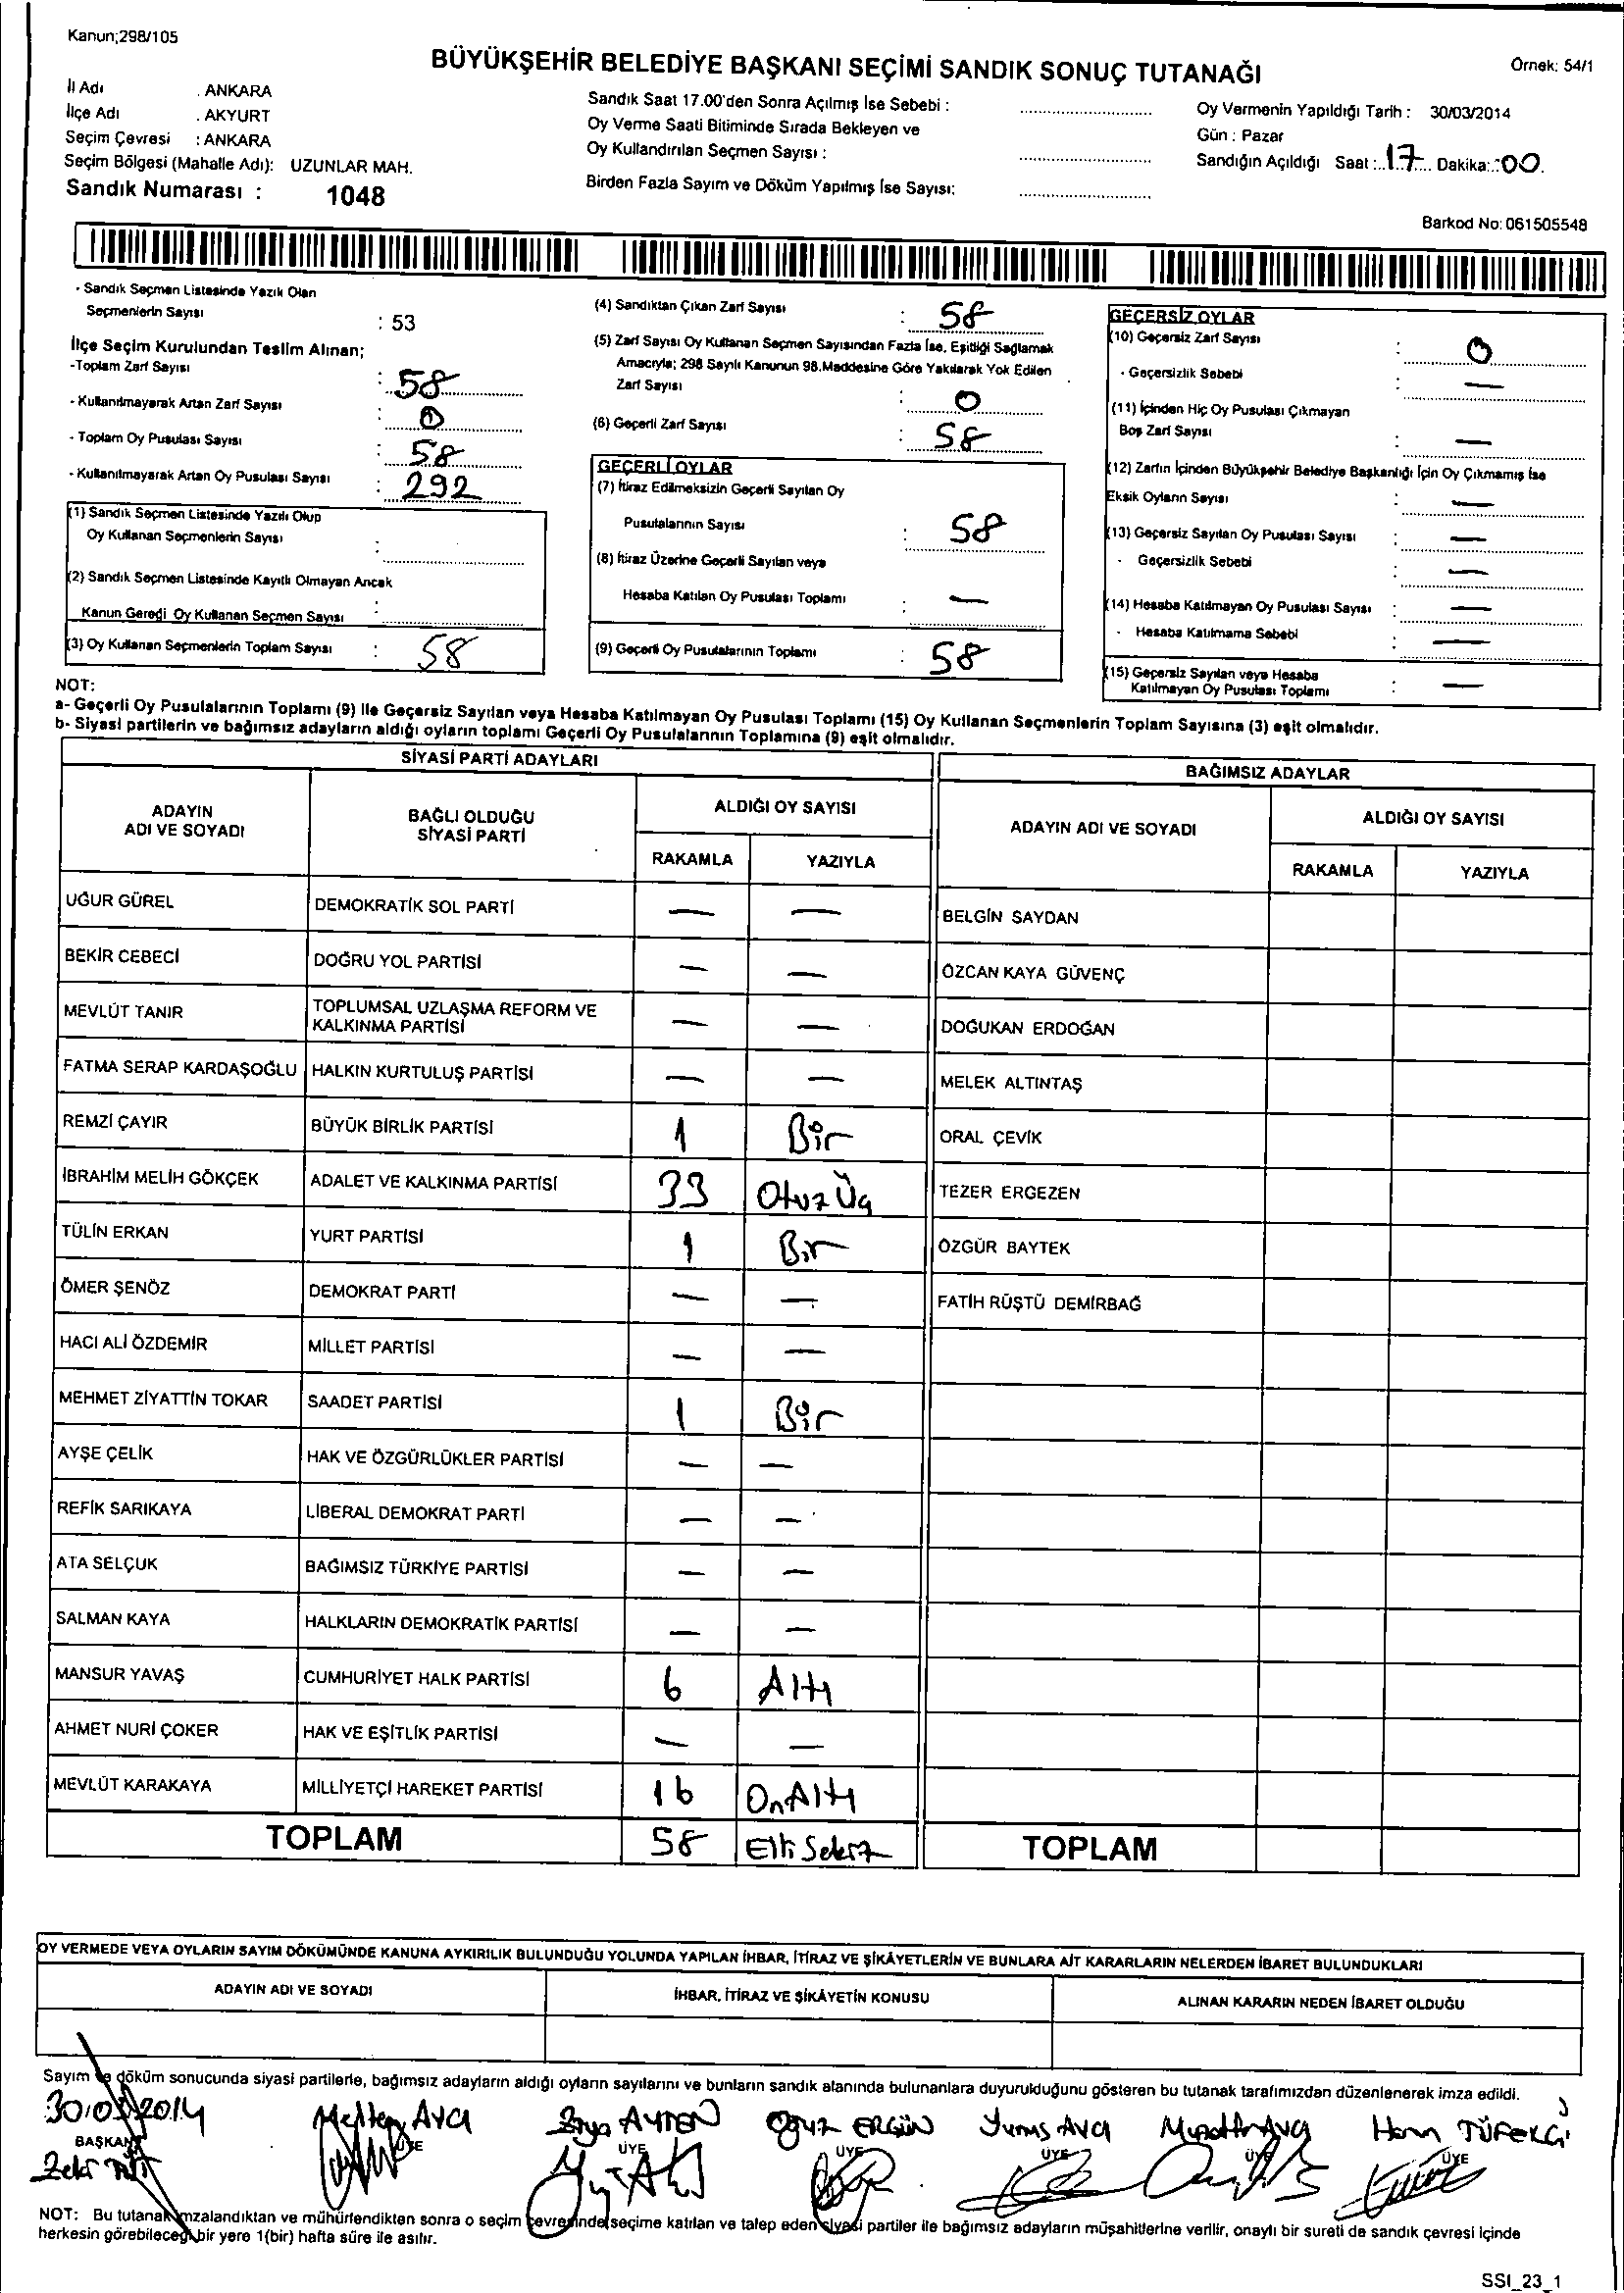 Kanun;298/105
BÜYÜKŞEHİR BELEDİYE BAŞKANI SEÇİMİ SANDIK SONUÇ TUTANAĞI
Örnek: 54/1
İl Adı : ANKARA
İlçe Adı : AKYURT
Seçim Çevresi : ANKARA
Seçim Bölgesi (Mahalle Adı): UZUNLAR MAH.
Sandık Numarası : 1048
Sandık Saat 17.00'den Sonra Açılmış İse Sebebi :
Oy Verme Saati Bitiminde Sırada Bekleyen ve
Oy Kullandırılan Seçmen Sayısı :
Birden Fazla Sayım ve Döküm Yapılmış İse Sayısı:
Oy Vermenin Yapıldığı Tarih : 30/03/2014
Gün : Pazar
Sandığın Açıldığı Saat : 17 Dakika: 00
Barkod No: 061505548
- Sandık Seçmen Listesinde Yazılı Olan
Seçmenlerin Sayısı : 53
İlçe Seçim Kurulundan Teslim Alınan;
-Toplam Zarf Sayısı : 58
- Kullanılmayarak Artan Zarf Sayısı : 0
- Toplam Oy Pusulası Sayısı : 58
- Kullanılmayarak Artan Oy Pusulası Sayısı : 292
(1) Sandık Seçmen Listesinde Yazılı Olup
Oy Kullanan Seçmenlerin Sayısı :
(2) Sandık Seçmen Listesinde Kayıtlı Olmayan Ancak
Kanun Gereği Oy Kullanan Seçmen Sayısı :
(3) Oy Kullanan Seçmenlerin Toplam Sayısı : 58
(4) Sandıktan Çıkan Zarf Sayısı : 58
(5) Zarf Sayısı Oy Kullanan Seçmen Sayısından Fazla İse, Eşitliği Sağlamak
Amacıyla; 298 Sayılı Kanunun 98.Maddesine Göre Yakılarak Yok Edilen
Zarf Sayısı : 0
(6) Geçerli Zarf Sayısı : 58
GEÇERLİ OYLAR
(7) İtiraz Edilmeksizin Geçerli Sayılan Oy
Pusulalarının Sayısı : 58
(8) İtiraz Üzerine Geçerli Sayılan veya
Hesaba Katılan Oy Pusulası Toplamı : —
(9) Geçerli Oy Pusulalarının Toplamı : 58
GEÇERSİZ OYLAR
(10) Geçersiz Zarf Sayısı : 0
- Geçersizlik Sebebi : —
(11) İçinden Hiç Oy Pusulası Çıkmayan
Boş Zarf Sayısı : —
(12) Zarfın İçinden Büyükşehir Belediye Başkanlığı İçin Oy Çıkmamış İse
Eksik Oyların Sayısı : —
(13) Geçersiz Sayılan Oy Pusulası Sayısı : —
- Geçersizlik Sebebi : —
(14) Hesaba Katılmayan Oy Pusulası Sayısı : —
- Hesaba Katılmama Sebebi : —
(15) Geçersiz Sayılan veya Hesaba
Katılmayan Oy Pusulası Toplamı : —
NOT:
a- Geçerli Oy Pusulalarının Toplamı (9) İle Geçersiz Sayılan veya Hesaba Katılmayan Oy Pusulası Toplamı (15) Oy Kullanan Seçmenlerin Toplam Sayısına (3) eşit olmalıdır.
b- Siyasi partilerin ve bağımsız adayların aldığı oyların toplamı Geçerli Oy Pusulalarının Toplamına (9) eşit olmalıdır.
SİYASİ PARTİ ADAYLARI
ADAYIN ADI VE SOYADI BAĞLI OLDUĞU SİYASİ PARTİ ALDIĞI OY SAYISI
RAKAMLA YAZIYLA
UĞUR GÜREL DEMOKRATİK SOL PARTİ — —
BEKİR CEBECİ DOĞRU YOL PARTİSİ — —
MEVLÜT TANIR TOPLUMSAL UZLAŞMA REFORM VE KALKINMA PARTİSİ — —
FATMA SERAP KARDAŞOĞLU HALKIN KURTULUŞ PARTİSİ — —
REMZİ ÇAYIR BÜYÜK BİRLİK PARTİSİ 1 Bir
İBRAHİM MELİH GÖKÇEK ADALET VE KALKINMA PARTİSİ 33 Otuz Üç
TÜLİN ERKAN YURT PARTİSİ 1 Bir
ÖMER ŞENÖZ DEMOKRAT PARTİ — —
HACI ALİ ÖZDEMİR MİLLET PARTİSİ — —
MEHMET ZİYATTİN TOKAR SAADET PARTİSİ 1 Bir
AYŞE ÇELİK HAK VE ÖZGÜRLÜKLER PARTİSİ — —
REFİK SARIKAYA LİBERAL DEMOKRAT PARTİ — —
ATA SELÇUK BAĞIMSIZ TÜRKİYE PARTİSİ — —
SALMAN KAYA HALKLARIN DEMOKRATİK PARTİSİ — —
MANSUR YAVAŞ CUMHURİYET HALK PARTİSİ 6 Altı
AHMET NURİ ÇOKER HAK VE EŞİTLİK PARTİSİ — —
MEVLÜT KARAKAYA MİLLİYETÇİ HAREKET PARTİSİ 16 On Altı
TOPLAM 58 Elli Sekiz
BAĞIMSIZ ADAYLAR
ADAYIN ADI VE SOYADI ALDIĞI OY SAYISI
RAKAMLA YAZIYLA
BELGİN SAYDAN
ÖZCAN KAYA GÜVENÇ
DOĞUKAN ERDOĞAN
MELEK ALTINTAŞ
ORAL ÇEVİK
TEZER ERGEZEN
ÖZGÜR BAYTEK
FATİH RÜŞTÜ DEMİRBAĞ
TOPLAM
OY VERMEDE VEYA OYLARIN SAYIM DÖKÜMÜNDE KANUNA AYKIRILIK BULUNDUĞU YOLUNDA YAPILAN İHBAR, İTİRAZ VE ŞİKÂYETLERİN VE BUNLARA AİT KARARLARIN NELERDEN İBARET BULUNDUKLARI
ADAYIN ADI VE SOYADI İHBAR, İTİRAZ VE ŞİKÂYETİN KONUSU ALINAN KARARIN NEDEN İBARET OLDUĞU
Sayım ve döküm sonucunda siyasi partilerle, bağımsız adayların aldığı oyların sayılarını ve bunların sandık alanında bulunanlara duyurulduğunu gösteren bu tutanak tarafımızdan düzenlenerek imza edildi.
30/03/2014 Meltem AVCI Ziya AYTEN Oğuz ERGÜN Yunus AVCI AVCI TÜFEKÇİ
BAŞKAN ÜYE ÜYE ÜYE ÜYE ÜYE ÜYE
Zeki
NOT: Bu tutanak imzalandıktan ve mühürlendikten sonra o seçim çevresinde seçime katılan ve talep eden siyasi partiler ile bağımsız adayların müşahitlerine verilir, onaylı bir sureti de sandık çevresi içinde
herkesin görebileceği bir yere 1(bir) hafta süre ile asılır.
SSI_23_1